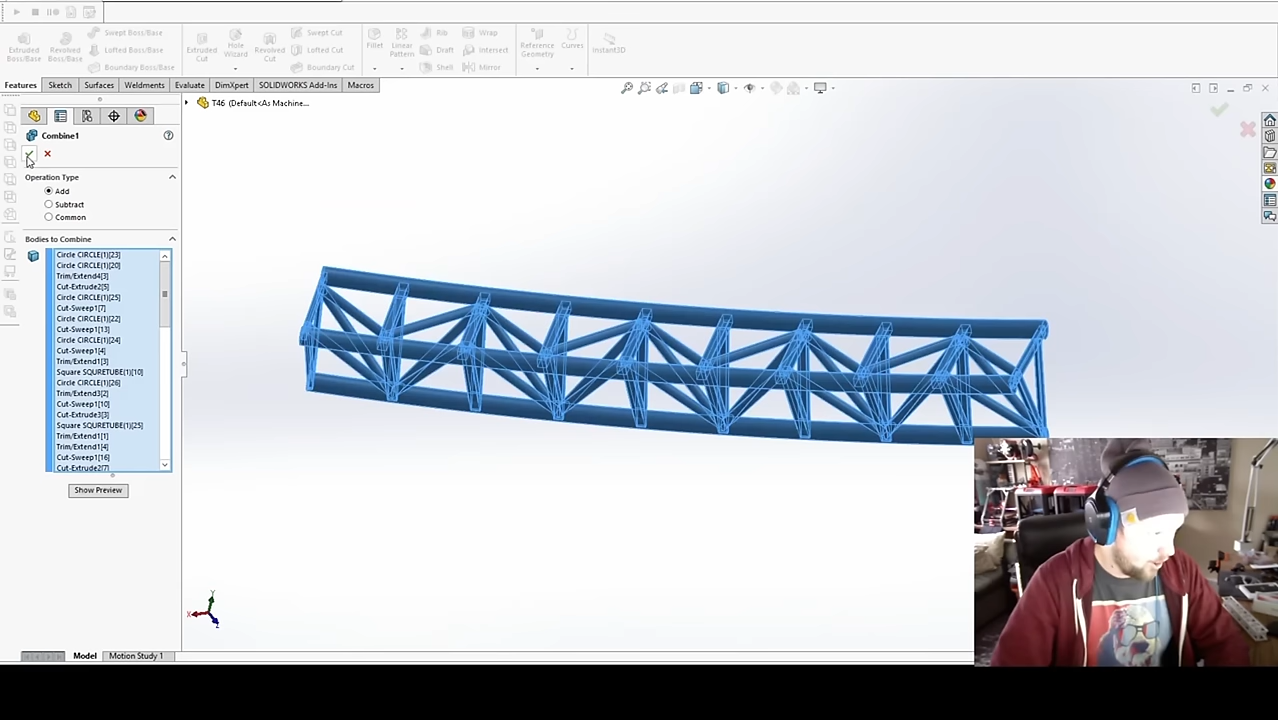 Extruded Boss/Base
Revolved Boss/Base
Swept Boss/Base
Lofted Boss/Base
Boundary Boss/Base
Extruded Cut
Hole Wizard
Revolved Cut
Swept Cut
Lofted Cut
Boundary Cut
Fillet
Linear Pattern
Rib
Draft
Shell
Wrap
Intersect
Mirror
Reference Geometry
Curves
Instant3D
Features
Sketch
Surfaces
Weldments
Evaluate
DimXpert
SOLIDWORKS Add-Ins
Macros
T46 (Default<As Machine...
Combine1
Operation Type
Add
Subtract
Common
Bodies to Combine
Circle CIRCLE(1)[23]
Circle CIRCLE(1)[20]
Trim/Extend4[3]
Cut-Extrude2[5]
Circle CIRCLE(1)[25]
Cut-Sweep1[7]
Circle CIRCLE(1)[22]
Cut-Sweep1[13]
Circle CIRCLE(1)[24]
Cut-Sweep1[4]
Trim/Extend1[3]
Square SQURETUBE(1)[10]
Circle CIRCLE(1)[26]
Trim/Extend3[2]
Cut-Sweep1[10]
Cut-Extrude3[3]
Square SQURETUBE(1)[25]
Trim/Extend1[1]
Trim/Extend1[4]
Cut-Sweep1[16]
Cut-Extrude2[7]
Show Preview
Y
X
Z
Model
Motion Study 1